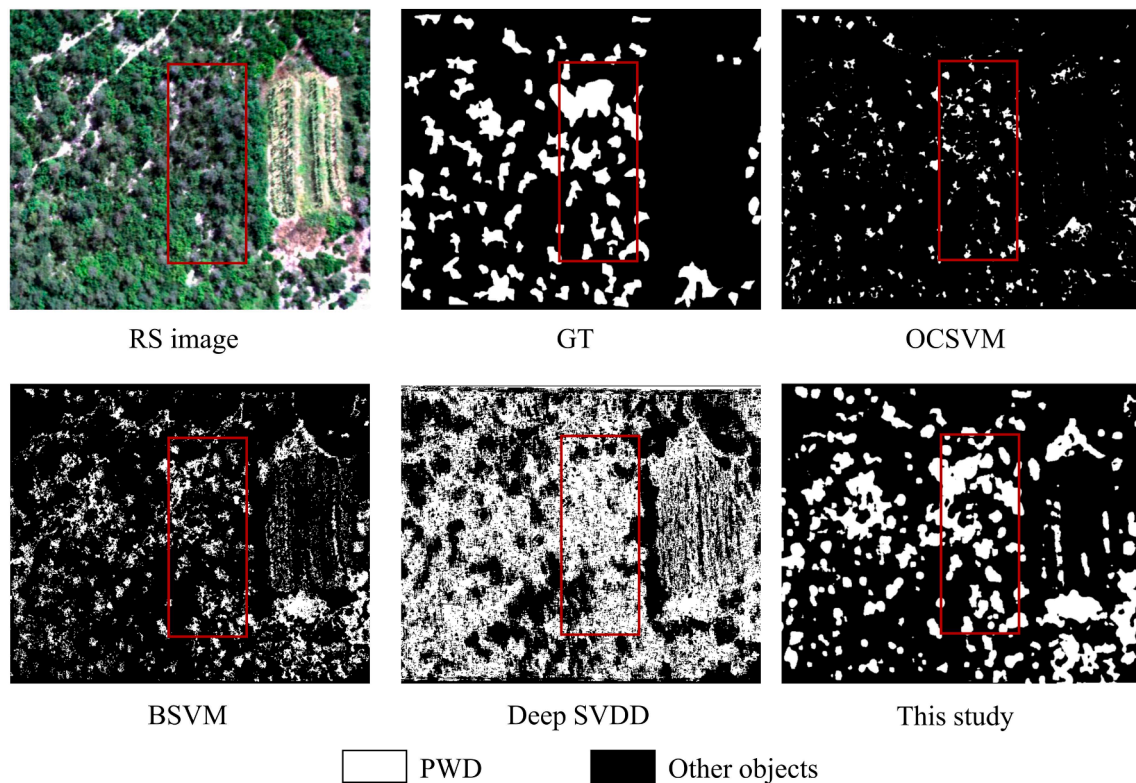 RS image
GT
OCSVM
BSVM
Deep SVDD
This study
PWD
Other objects